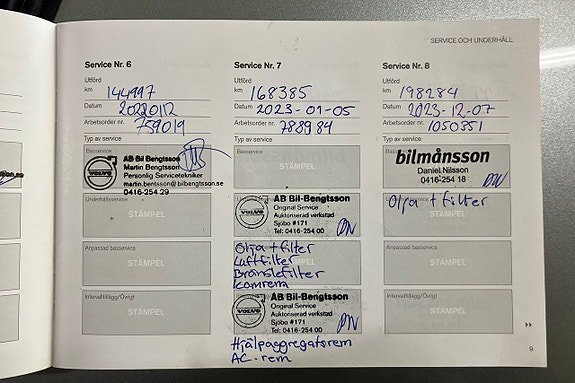 SERVICE OCH UNDERHÅLL
Service Nr. 6
Utförd
km 144997
Datum 20220112
Arbetsorder nr. 759019
Typ av service
Basservice
VOLVO
AB Bil Bengtsson
Martin Bengtsson
Personlig Servicetekniker
martin.bentsson@bilbengtsson.se
0416-254 29
Underhållsservice
STÄMPEL
Anpassad basservice
STÄMPEL
Intervalltillägg/Övrigt
STÄMPEL
Service Nr. 7
Utförd
km 168385
Datum 2023-01-05
Arbetsorder nr. 788984
Typ av service
Basservice
STÄMPEL
VOLVO
AB Bil-Bengtsson
Original Service
Auktoriserad verkstad
Sjöbo #171
Tel: 0416-254 00
Olja + filter
Luftfilter
Bränslefilter
Kamrem
VOLVO
AB Bil-Bengtsson
Original Service
Auktoriserad verkstad
Sjöbo #171
Tel: 0416-254 00
Hjälpaggregatsrem
AC-rem
Service Nr. 8
Utförd
km 198284
Datum 2023-12-07
Arbetsorder nr. 1050551
Typ av service
bilmånsson
Daniel Nilsson
0416-254 18
Olja + filter
STÄMPEL
Anpassad basservice
STÄMPEL
Intervalltillägg/Övrigt
STÄMPEL
9